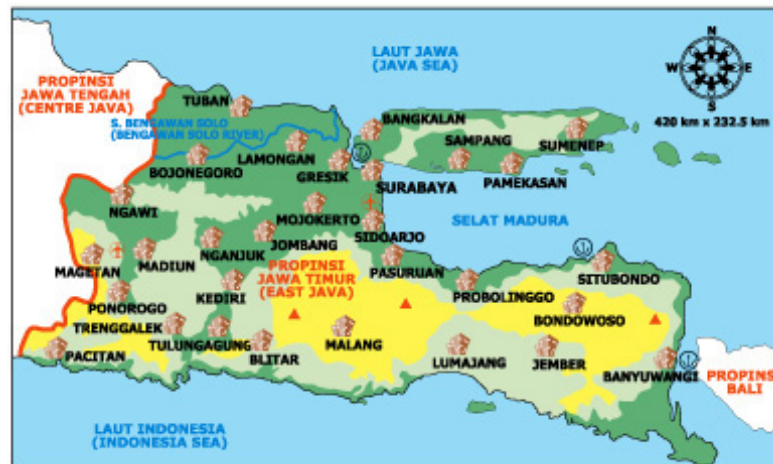 LAUT JAWA
(JAVA SEA)
N
W
E
S
420 km x 232.5 km
PROPINSI
JAWA TENGAH
(CENTRE JAVA)
TUBAN
S. BENGAWAN SOLO
(BENGAWAN SOLO RIVER)
BANGKALAN
SAMPANG
SUMENEP
LAMONGAN
BOJONEGORO
GRESIK
SURABAYA
PAMEKASAN
NGAWI
MOJOKERTO
SELAT MADURA
SIDOARJO
NGANJUK
JOMBANG
MAGETAN
MADIUN
PASURUAN
SITUBONDO
PROPINSI
JAWA TIMUR
(EAST JAVA)
KEDIRI
PROBOLINGGO
PONOROGO
BONDOWOSO
TRENGGALEK
TULUNGAGUNG
MALANG
PACITAN
BLITAR
LUMAJANG
JEMBER
BANYUWANGI
PROPINS
BALI
LAUT INDONESIA
(INDONESIA SEA)